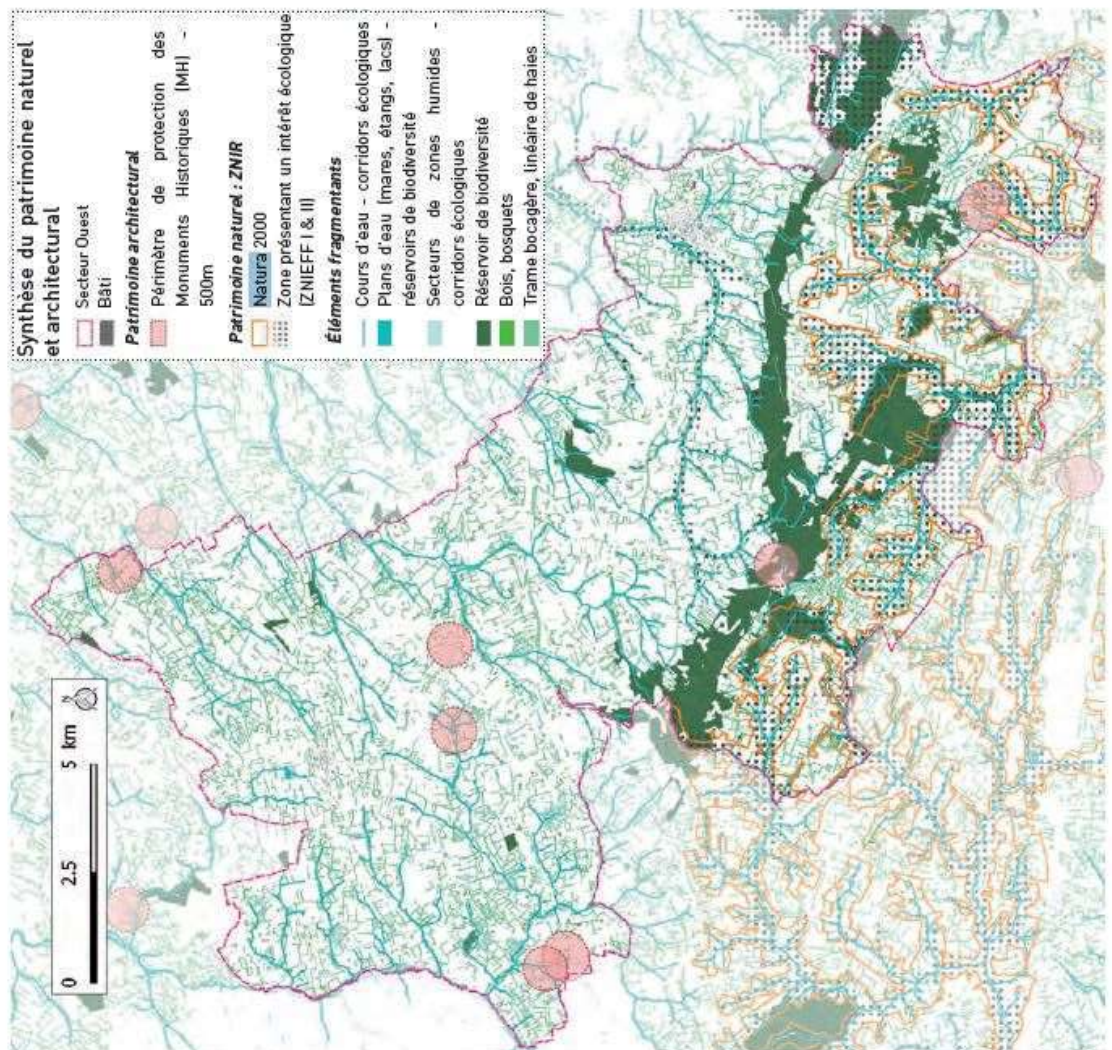 Synthèse du patrimoine naturel
et architectural
Secteur Ouest
Bâti
Patrimoine architectural
Périmètre de protection des
Monuments Historiques (MH) -
500m
Patrimoine naturel : ZNIR
Natura 2000
Zone présentant un intérêt écologique
(ZNIEFF I & II)
Éléments fragmentants
Cours d'eau - corridors écologiques
Plans d'eau (mares, étangs, lacs) -
réservoirs de biodiversité
Secteurs de zones humides -
corridors écologiques
Réservoir de biodiversité
Bois, bosquets
Trame bocagère, linéaire de haies
0 2.5 5 km
N